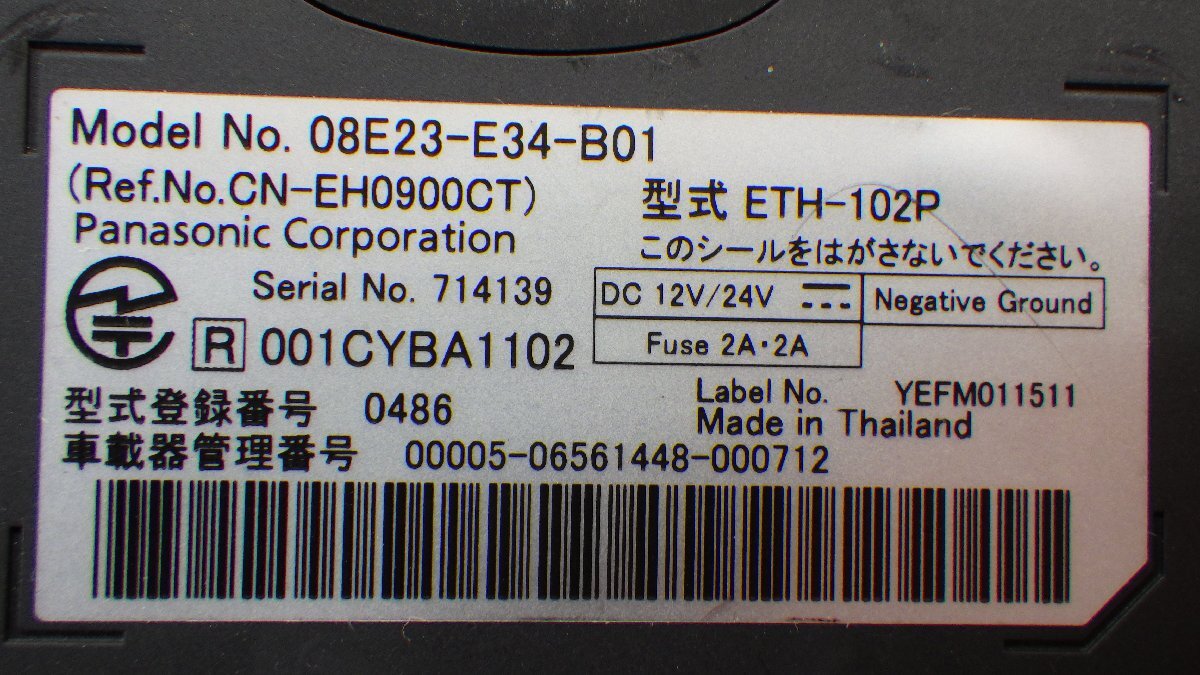 Model No. 08E23-E34-B01
(Ref.No.CN-EH0900CT)
型式 ETH-102P
Panasonic Corporation
このシールをはがさないでください。
Serial No. 714139
DC 12V/24V
Negative Ground
R 001CYBA1102
Fuse 2A・2A
Label No. YEFM011511
型式登録番号 0486
Made in Thailand
車載器管理番号 00005-06561448-000712